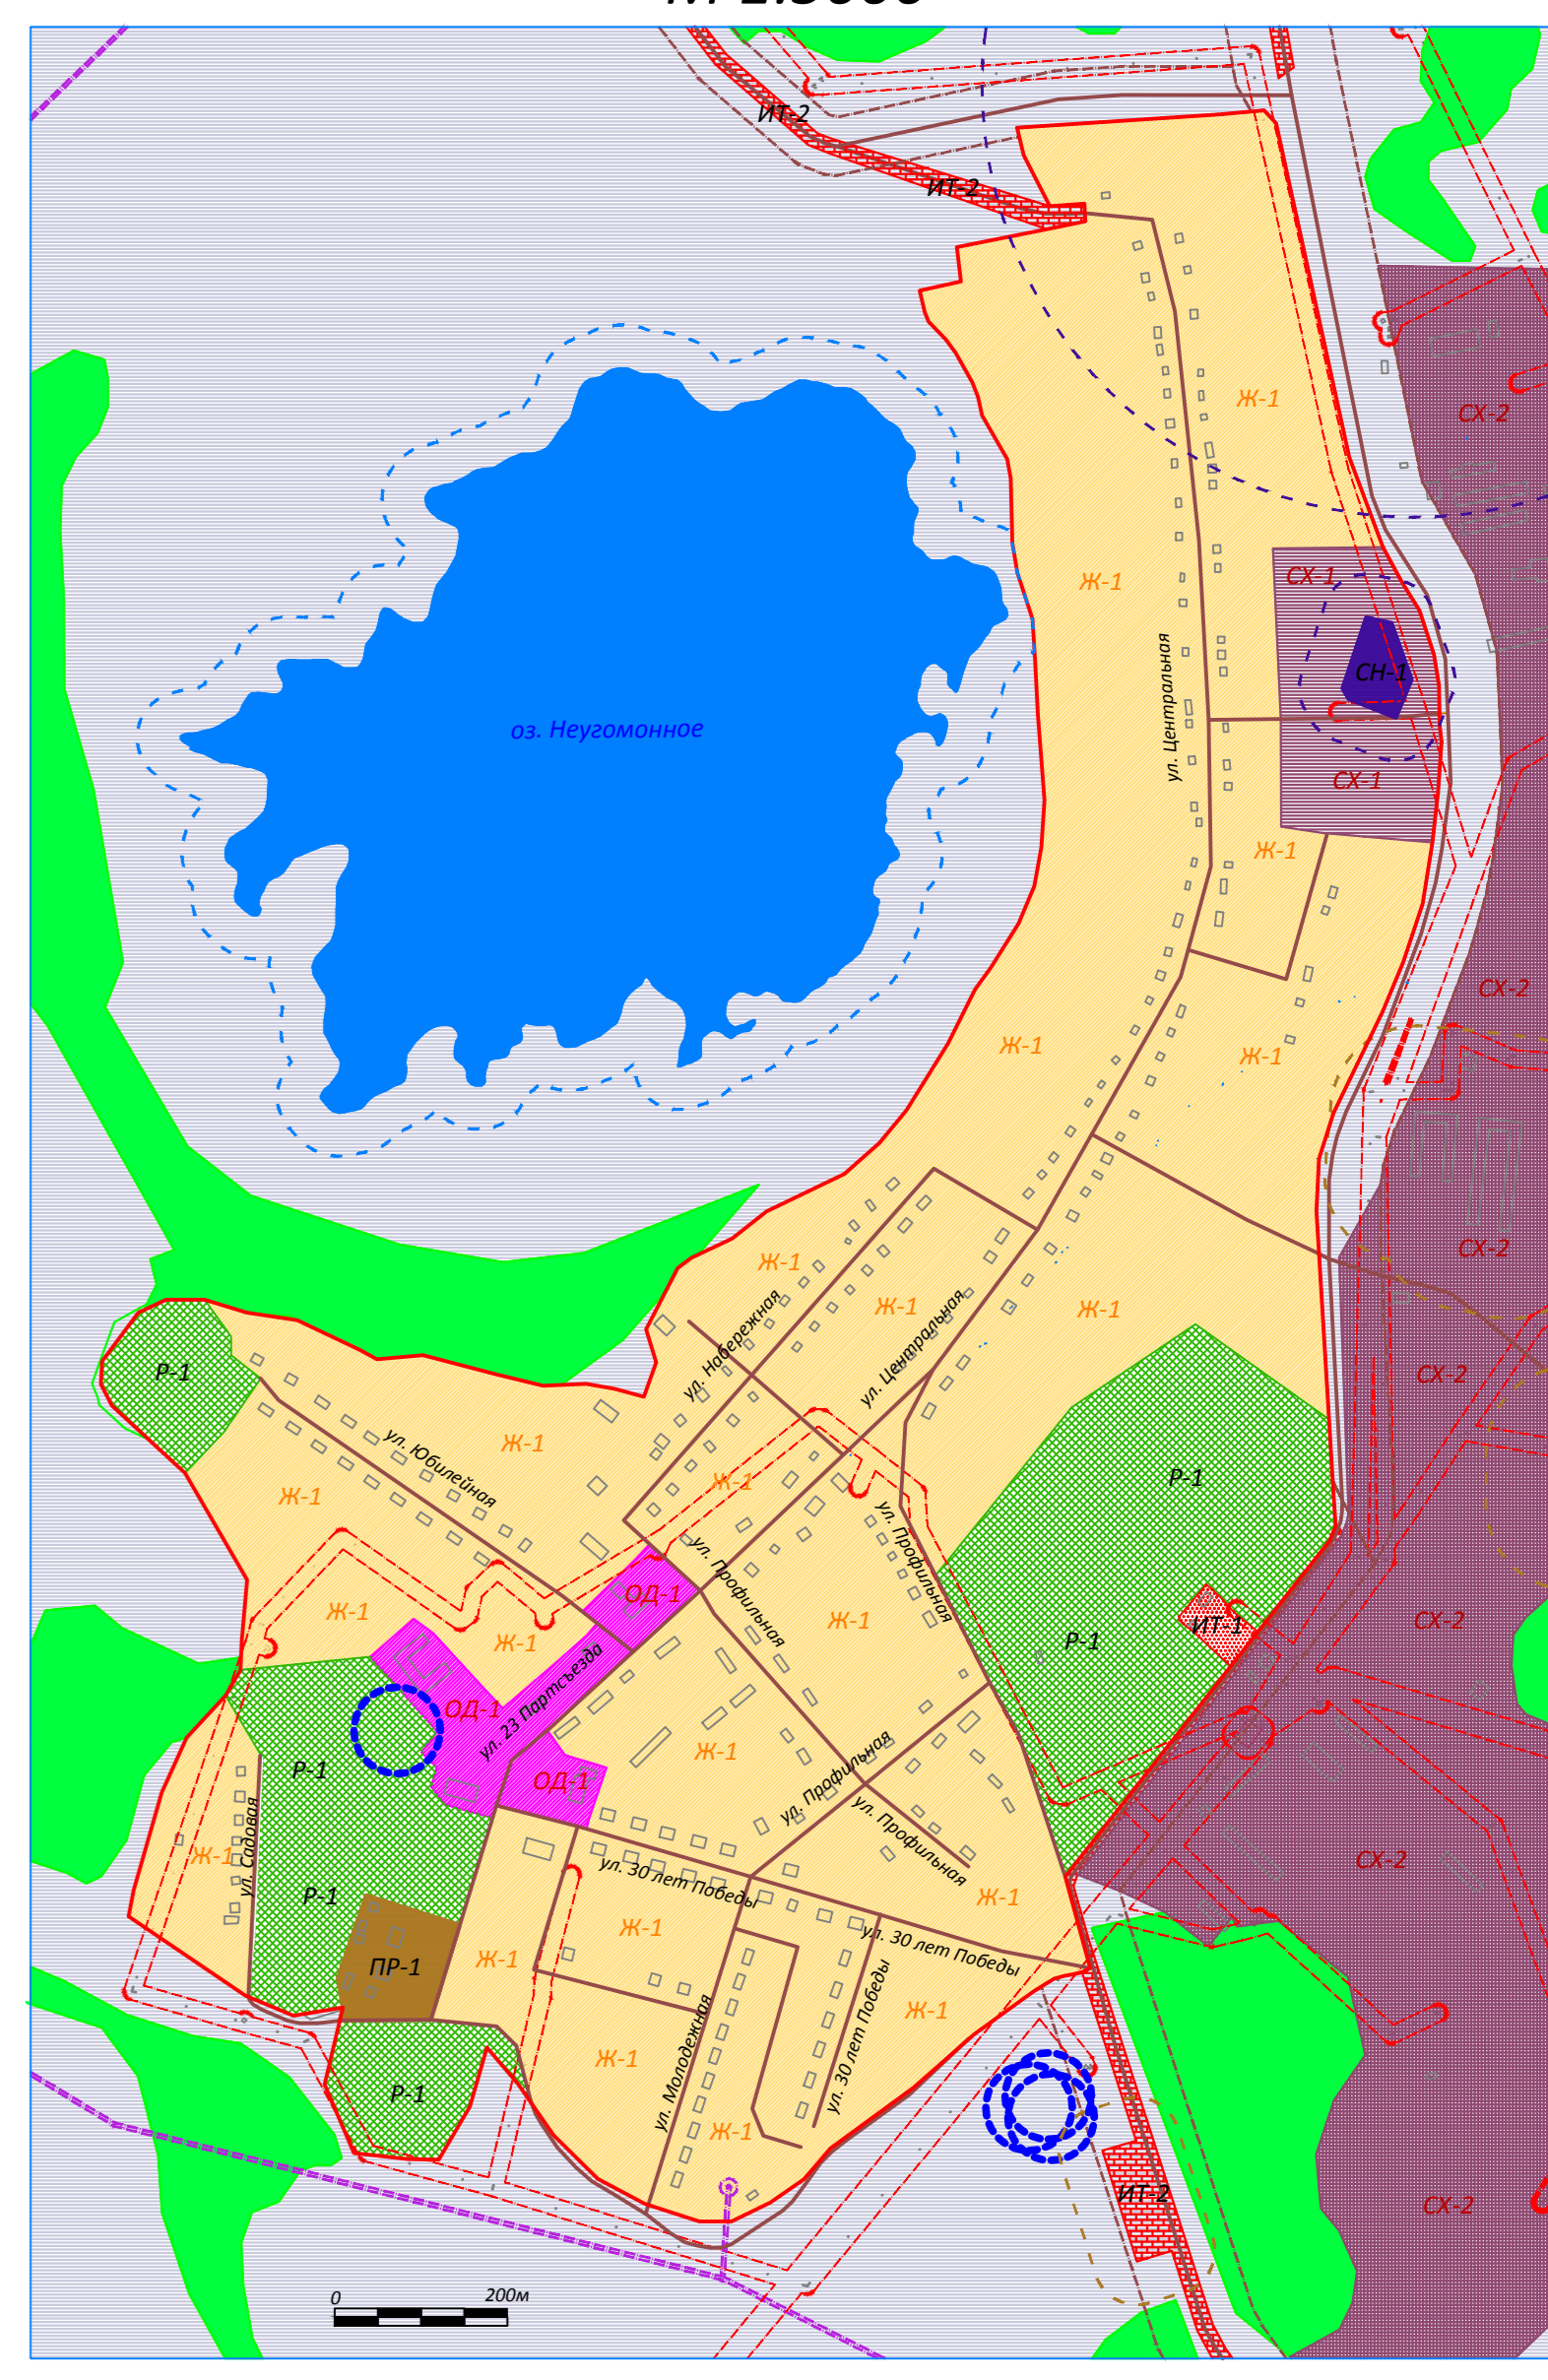 ИТ-2
ИТ-2
Ж-1
СХ-2
СХ-1
Ж-1
СН-1
ул. Центральная
оз. Неугомонное
СХ-1
Ж-1
СХ-2
Ж-1
Ж-1
СХ-2
Ж-1
Ж-1
Ж-1
ул. Набережная
ул. Центральная
Р-1
СХ-2
ул. Юбилейная
Ж-1
Ж-1
Р-1
Ж-1
ул. Профильная
ул. Профильная
ОД-1
Ж-1
Ж-1
Ж-1
Р-1
ИТ-1
СХ-2
ул. 23 Партсъезда
ОД-1
Ж-1
Р-1
ОД-1
ул. Профильная
ул. Профильная
ул. Садовая
Ж-1
СХ-2
ул. 30 лет Победы
Р-1
Ж-1
Ж-1
ПР-1
Ж-1
ул. 30 лет Победы
Ж-1
ул. Молодежная
ул. 30 лет Победы
Ж-1
Р-1
Ж-1
ИТ-2
СХ-2
0 200м